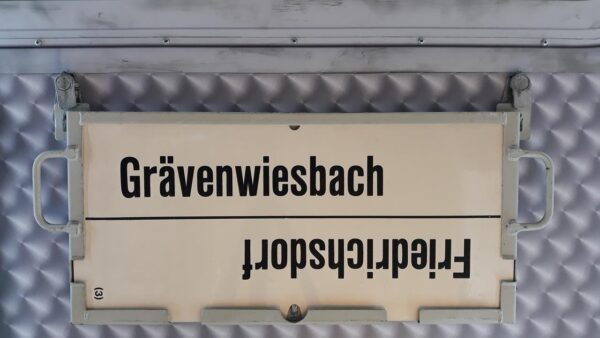 Grävenwiesbach
Friedrichsdorf
(3)